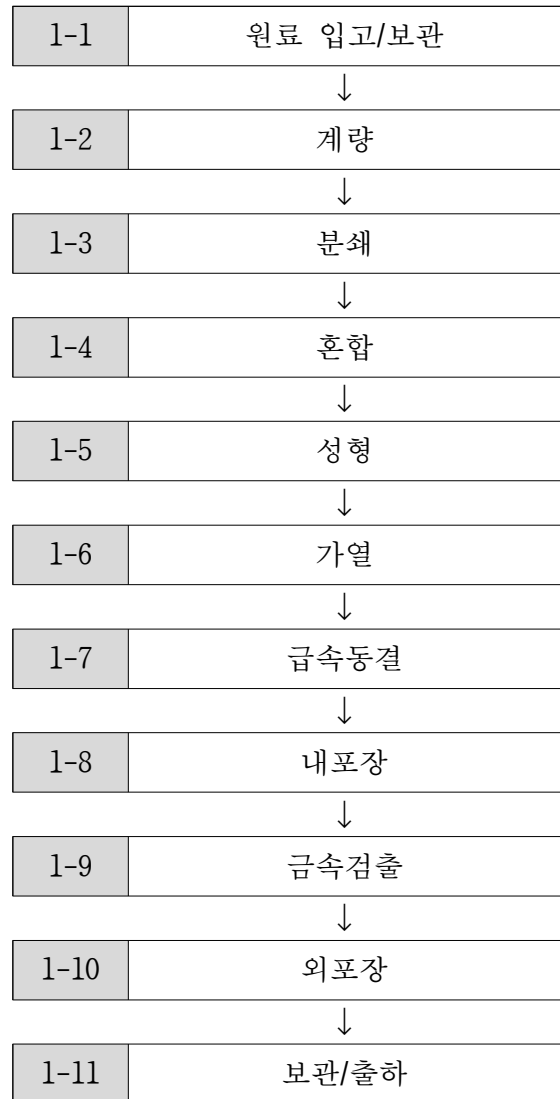 1-1 원료 입고/보관
↓
1-2 계량
↓
1-3 분쇄
↓
1-4 혼합
↓
1-5 성형
↓
1-6 가열
↓
1-7 급속동결
↓
1-8 내포장
↓
1-9 금속검출
↓
1-10 외포장
↓
1-11 보관/출하